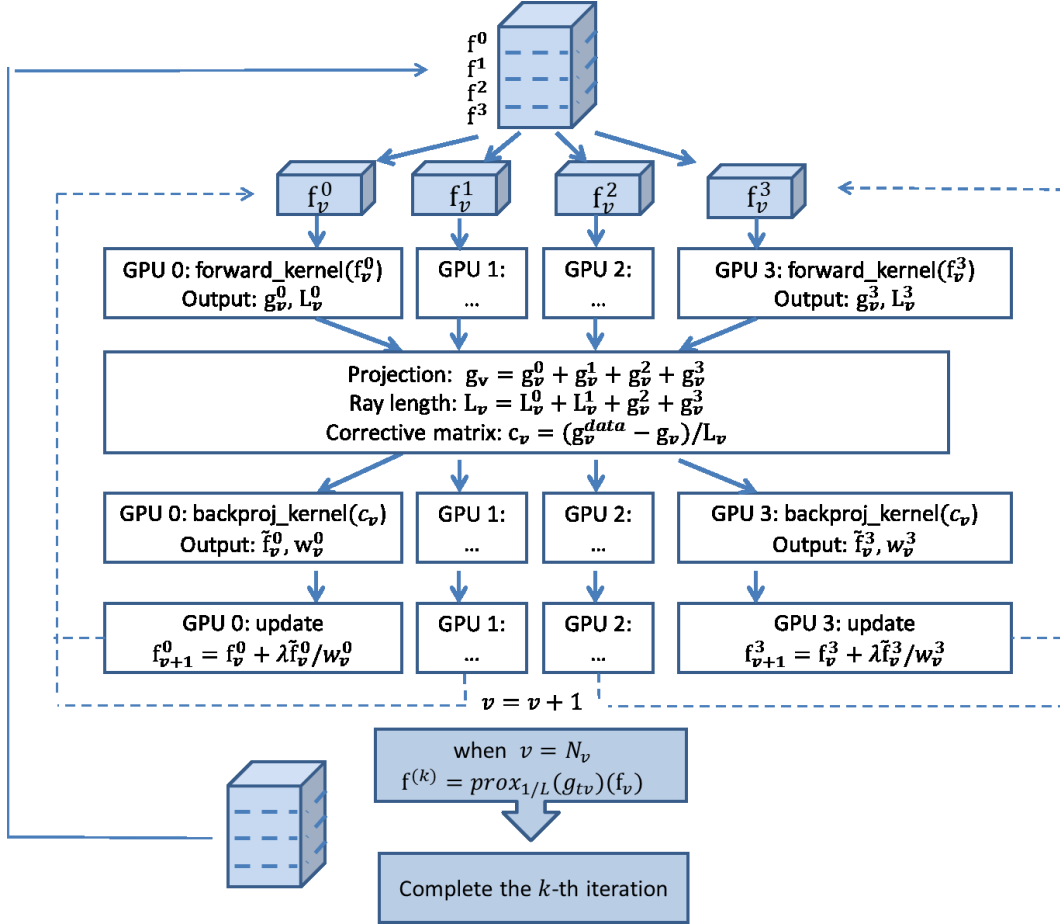 f⁰
f¹
f²
f³
f_v^0
f_v^1
f_v^2
f_v^3
GPU 0: forward_kernel(f_v^0)
Output: g_v^0, L_v^0
GPU 1:
...
GPU 2:
...
GPU 3: forward_kernel(f_v^3)
Output: g_v^3, L_v^3
Projection: g_v = g_v^0 + g_v^1 + g_v^2 + g_v^3
Ray length: L_v = L_v^0 + L_v^1 + g_v^2 + g_v^3
Corrective matrix: c_v = (g_v^data − g_v)/L_v
GPU 0: backproj_kernel(c_v)
Output: f̃_v^0, w_v^0
GPU 1:
...
GPU 2:
...
GPU 3: backproj_kernel(c_v)
Output: f̃_v^3, w_v^3
GPU 0: update
f_{v+1}^0 = f_v^0 + λf̃_v^0/w_v^0
GPU 1:
...
GPU 2:
...
GPU 3: update
f_{v+1}^3 = f_v^3 + λf̃_v^3/w_v^3
v = v + 1
when v = N_v
f^(k) = prox_{1/L}(g_tv)(f_v)
Complete the k-th iteration